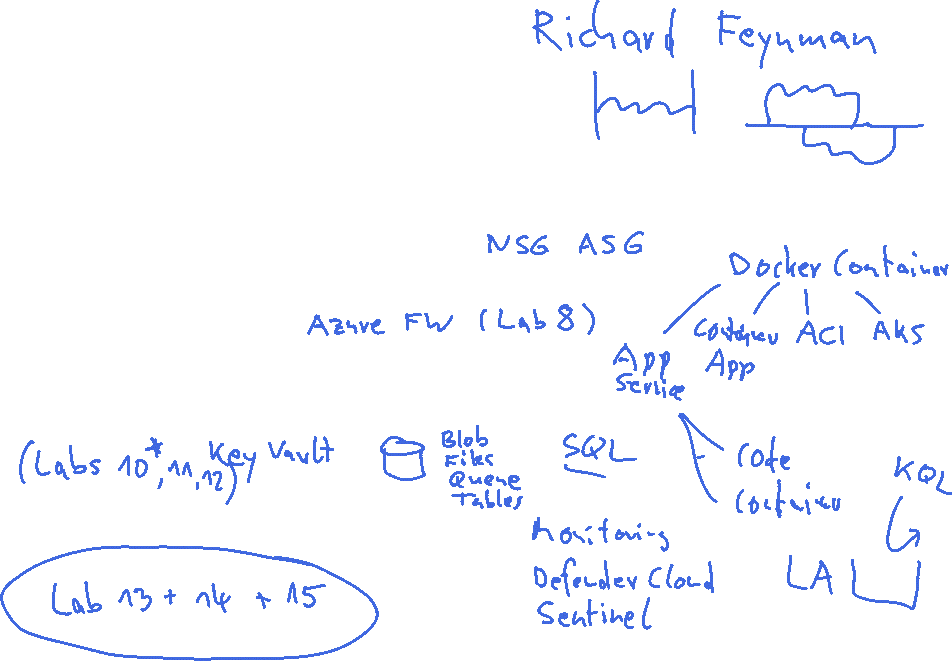 Richard Feynman
NSG ASG
Docker Container
Azure FW (Lab 8)
App
Service
Container
App
ACI
AKS
(Labs 10*, 11, 12)
Key Vault
Blob
Files
Queue
Tables
SQL
Code
Container
KQL
Monitoring
Defender Cloud
Sentinel
LA
Lab 13 + 14 + 15